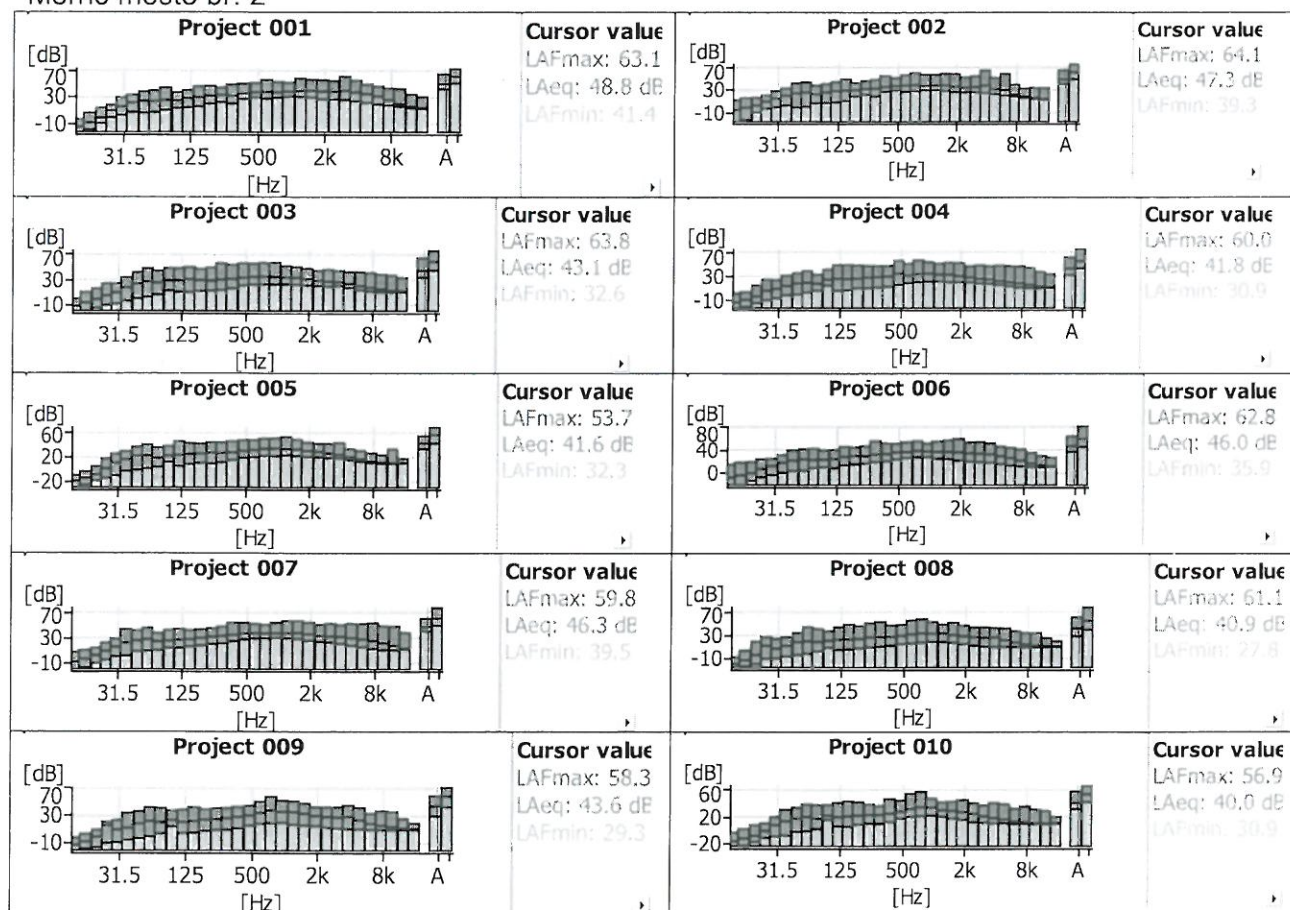 Merno mesto br. 2
Project 001
[dB]
70
30
-10
31.5 125 500 2k 8k A
[Hz]
Cursor value
LAFmax: 63.1
LAeq: 48.8 dB
LAFmin: 41.4
Project 002
[dB]
70
30
-10
31.5 125 500 2k 8k A
[Hz]
Cursor value
LAFmax: 64.1
LAeq: 47.3 dB
LAFmin: 39.3
Project 003
[dB]
70
30
-10
31.5 125 500 2k 8k A
[Hz]
Cursor value
LAFmax: 63.8
LAeq: 43.1 dB
LAFmin: 32.6
Project 004
[dB]
70
30
-10
31.5 125 500 2k 8k A
[Hz]
Cursor value
LAFmax: 60.0
LAeq: 41.8 dB
LAFmin: 30.9
Project 005
[dB]
60
20
-20
31.5 125 500 2k 8k A
[Hz]
Cursor value
LAFmax: 53.7
LAeq: 41.6 dB
LAFmin: 32.3
Project 006
[dB]
80
40
0
31.5 125 500 2k 8k A
[Hz]
Cursor value
LAFmax: 62.8
LAeq: 46.0 dB
LAFmin: 35.9
Project 007
[dB]
70
30
-10
31.5 125 500 2k 8k A
[Hz]
Cursor value
LAFmax: 59.8
LAeq: 46.3 dB
LAFmin: 39.5
Project 008
[dB]
70
30
-10
31.5 125 500 2k 8k A
[Hz]
Cursor value
LAFmax: 61.1
LAeq: 40.9 dB
LAFmin: 27.8
Project 009
[dB]
70
30
-10
31.5 125 500 2k 8k A
[Hz]
Cursor value
LAFmax: 58.3
LAeq: 43.6 dB
LAFmin: 29.3
Project 010
[dB]
60
20
-20
31.5 125 500 2k 8k A
[Hz]
Cursor value
LAFmax: 56.9
LAeq: 40.0 dB
LAFmin: 30.9